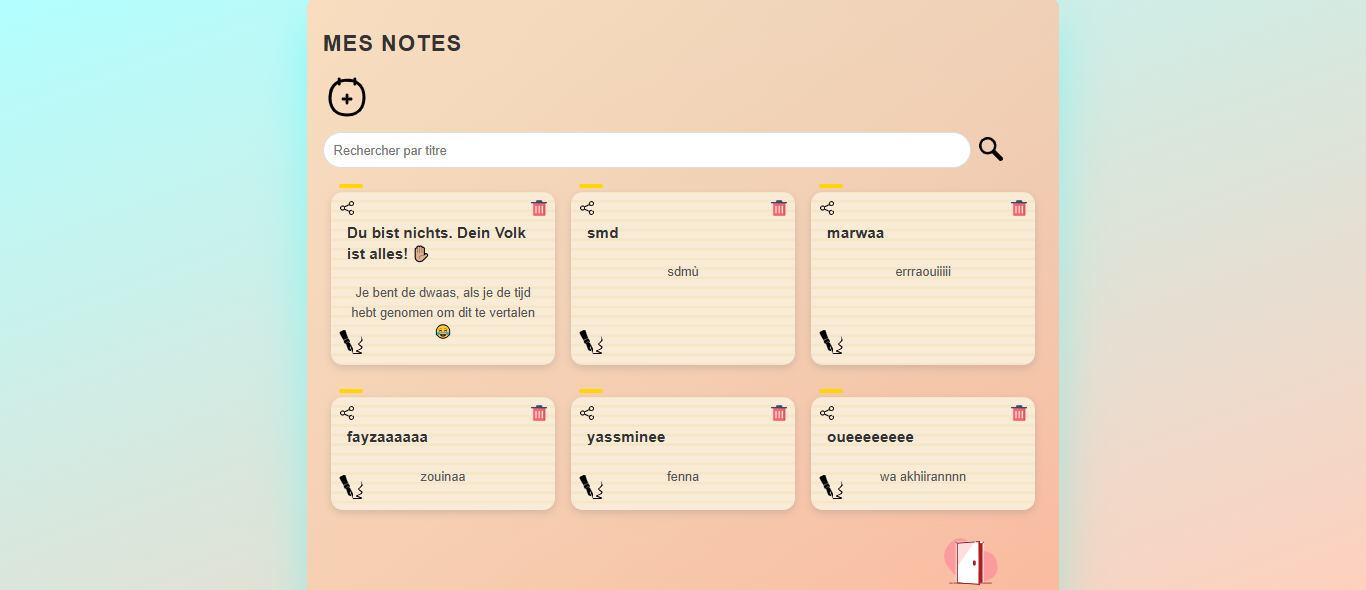 MES NOTES
Rechercher par titre
Du bist nichts. Dein Volk
ist alles! ✋🏽
Je bent de dwaas, als je de tijd
hebt genomen om dit te vertalen
😂
smd
sdmù
marwaa
errraouiiiii
fayzaaaaaa
zouinaa
yassminee
fenna
oueeeeeeee
wa akhiirannnn